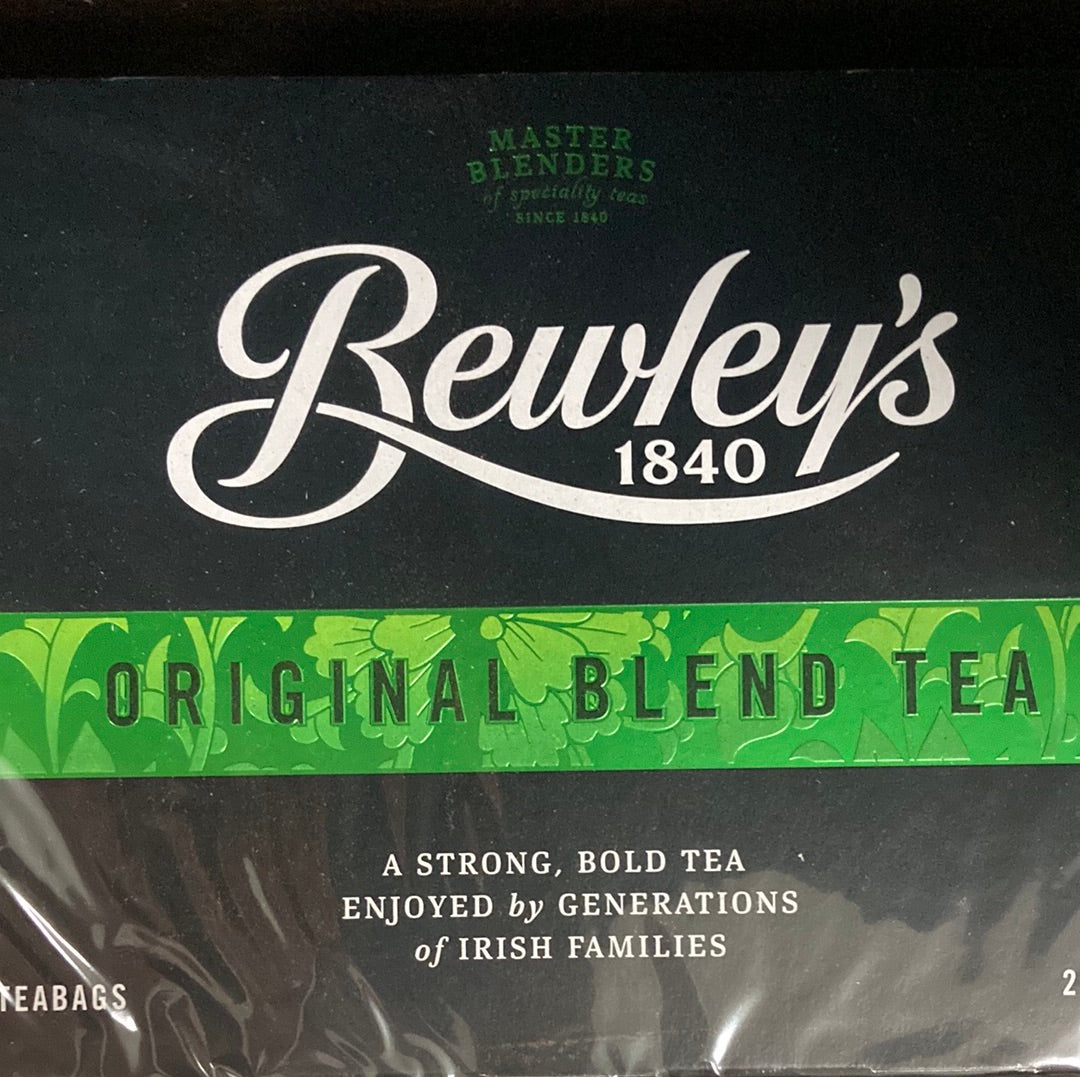 MASTER
BLENDERS
of speciality teas
SINCE 1840
Bewley's
1840
ORIGINAL BLEND TEA
A STRONG, BOLD TEA
ENJOYED by GENERATIONS
of IRISH FAMILIES
TEABAGS
2